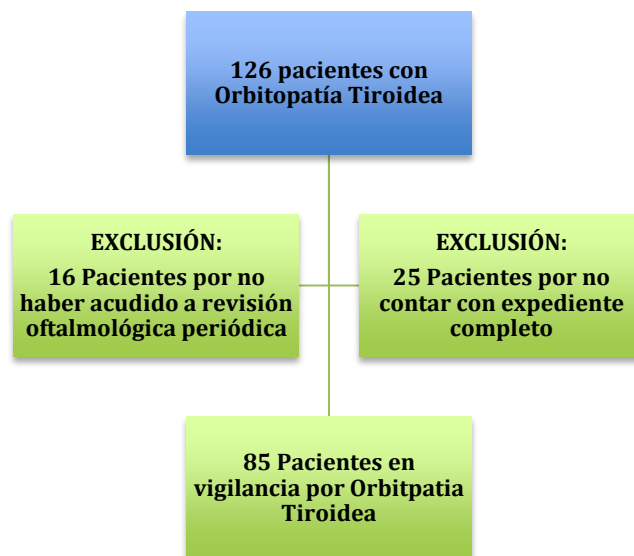 126 pacientes con
Orbitopatía Tiroidea
EXCLUSIÓN:
16 Pacientes por no
haber acudido a revisión
oftalmológica periódica
EXCLUSIÓN:
25 Pacientes por no
contar con expediente
completo
85 Pacientes en
vigilancia por Orbitpatia
Tiroidea